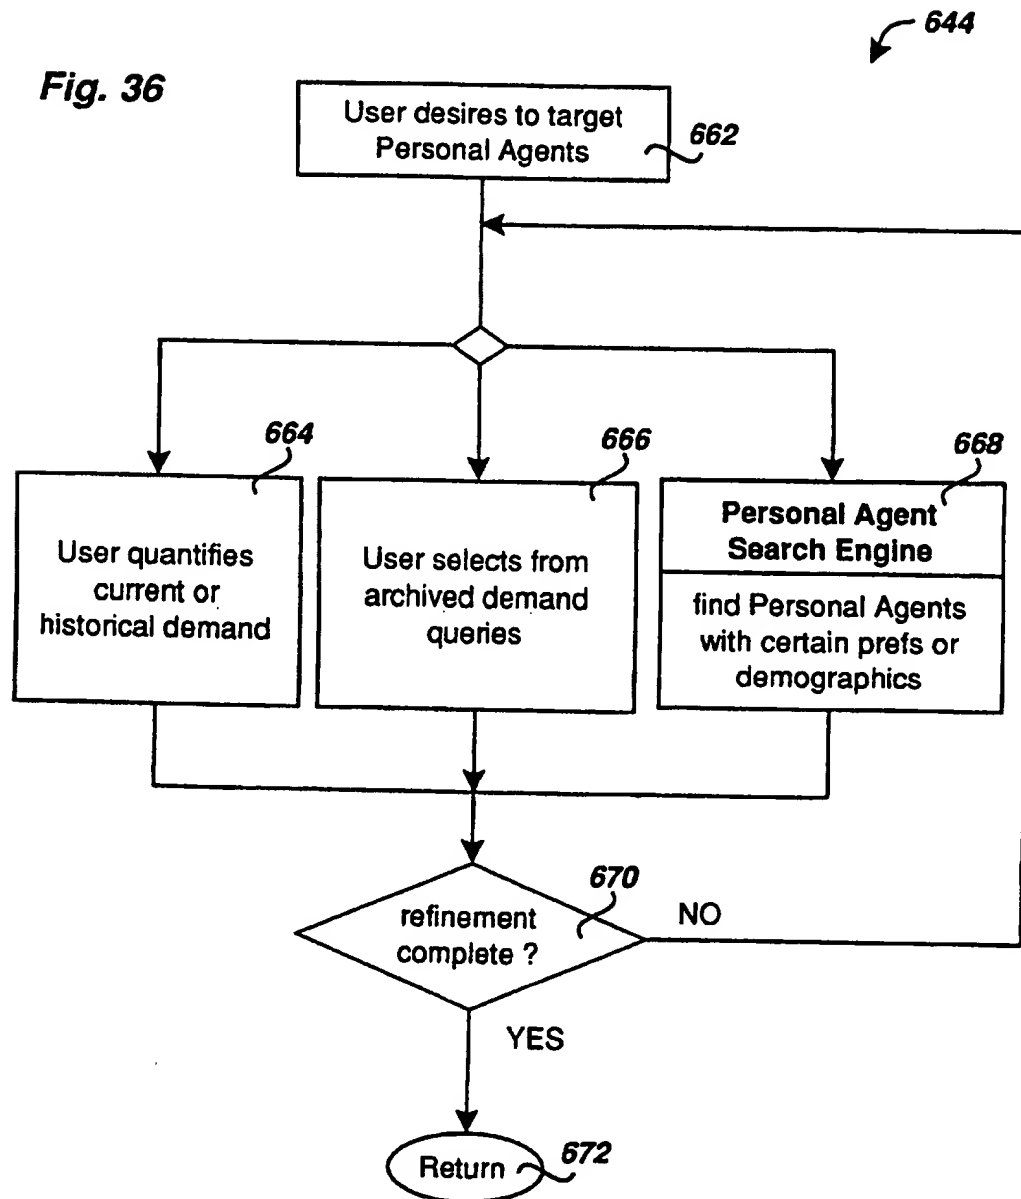 644
Fig. 36
User desires to target
Personal Agents
662
664
666
668
User quantifies
current or
historical demand
User selects from
archived demand
queries
Personal Agent
Search Engine
find Personal Agents
with certain prefs or
demographics
670
refinement
complete ?
NO
YES
Return
672